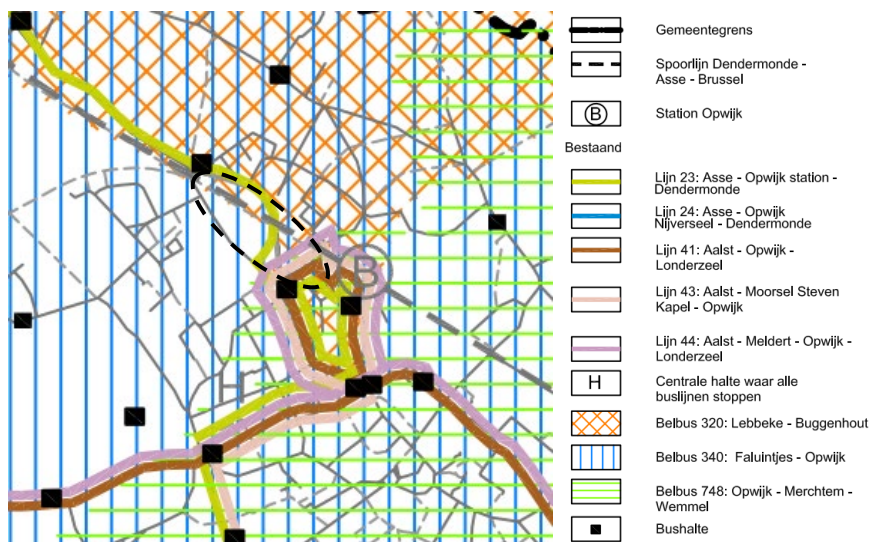 B
H
Gemeentegrens
Spoorlijn Dendermonde -
Asse - Brussel
B
Station Opwijk
Bestaand
Lijn 23: Asse - Opwijk station -
Dendermonde
Lijn 24: Asse - Opwijk
Nijverseel - Dendermonde
Lijn 41: Aalst - Opwijk -
Londerzeel
Lijn 43: Aalst - Moorsel Steven
Kapel - Opwijk
Lijn 44: Aalst - Meldert - Opwijk -
Londerzeel
H
Centrale halte waar alle
buslijnen stoppen
Belbus 320: Lebbeke - Buggenhout
Belbus 340: Faluintjes - Opwijk
Belbus 748: Opwijk - Merchtem -
Wemmel
Bushalte